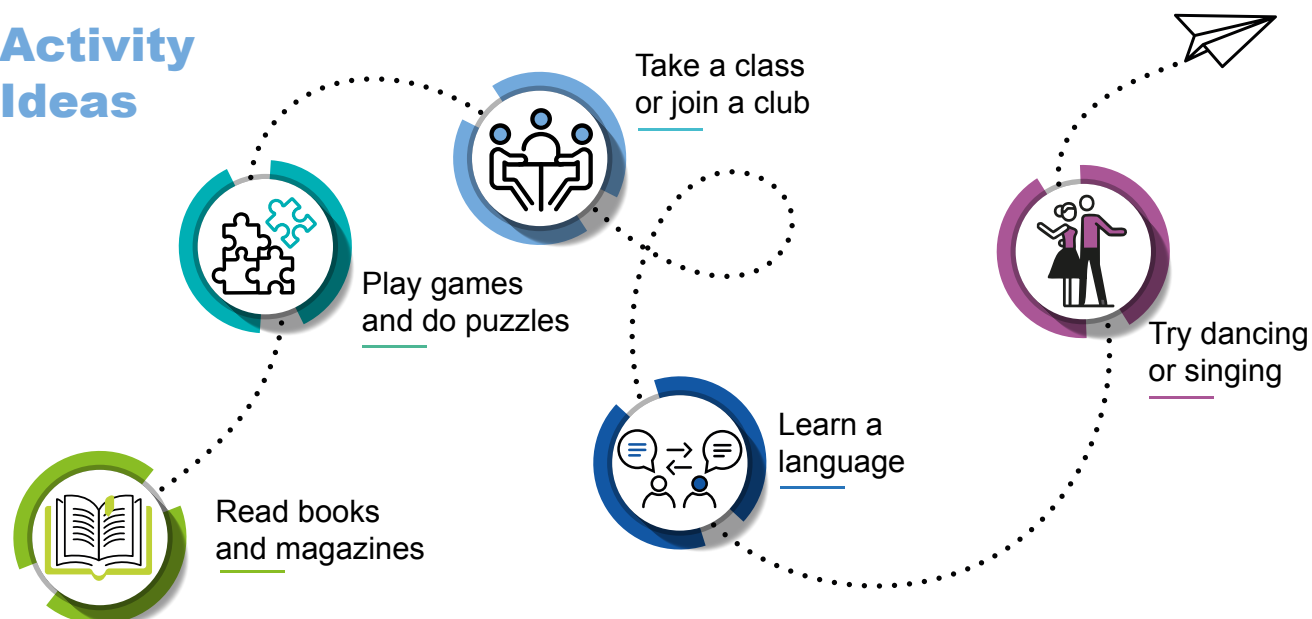 Activity
Ideas
Take a class
or join a club
Play games
and do puzzles
Try dancing
or singing
Learn a
language
Read books
and magazines